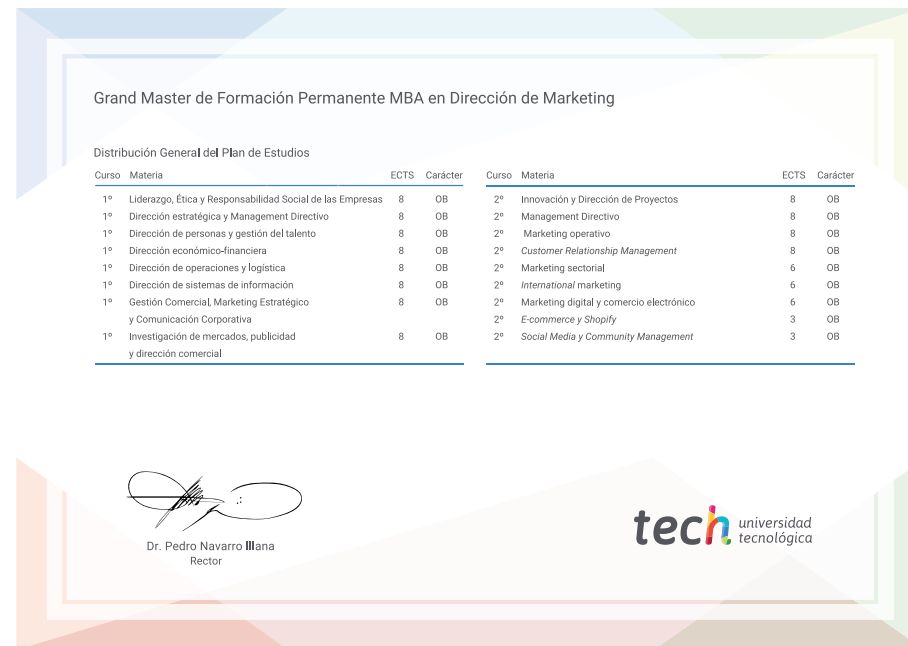 Grand Master de Formación Permanente MBA en Dirección de Marketing
Distribución General del Plan de Estudios
Curso Materia ECTS Carácter
1º Liderazgo, Ética y Responsabilidad Social de las Empresas 8 OB
1º Dirección estratégica y Management Directivo 8 OB
1º Dirección de personas y gestión del talento 8 OB
1º Dirección económico-financiera 8 OB
1º Dirección de operaciones y logística 8 OB
1º Dirección de sistemas de información 8 OB
1º Gestión Comercial, Marketing Estratégico 8 OB
y Comunicación Corporativa
1º Investigación de mercados, publicidad 8 OB
y dirección comercial
Curso Materia ECTS Carácter
2º Innovación y Dirección de Proyectos 8 OB
2º Management Directivo 8 OB
2º Marketing operativo 8 OB
2º Customer Relationship Management 8 OB
2º Marketing sectorial 6 OB
2º International marketing 6 OB
2º Marketing digital y comercio electrónico 6 OB
2º E-commerce y Shopify 3 OB
2º Social Media y Community Management 3 OB
Dr. Pedro Navarro Illana
Rector
tech universidad
tecnológica